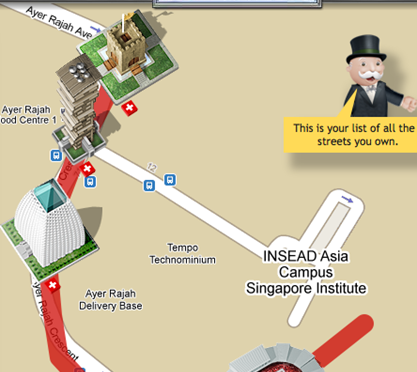 Ayer Rajah Ave
Ayer Rajah
ood Centre 1
This is your list of all the
streets you own.
12
Tempo
Technominium
INSEAD Asia
Campus
Singapore Institute
Ayer Rajah
Delivery Base
yer Rajah Crescent